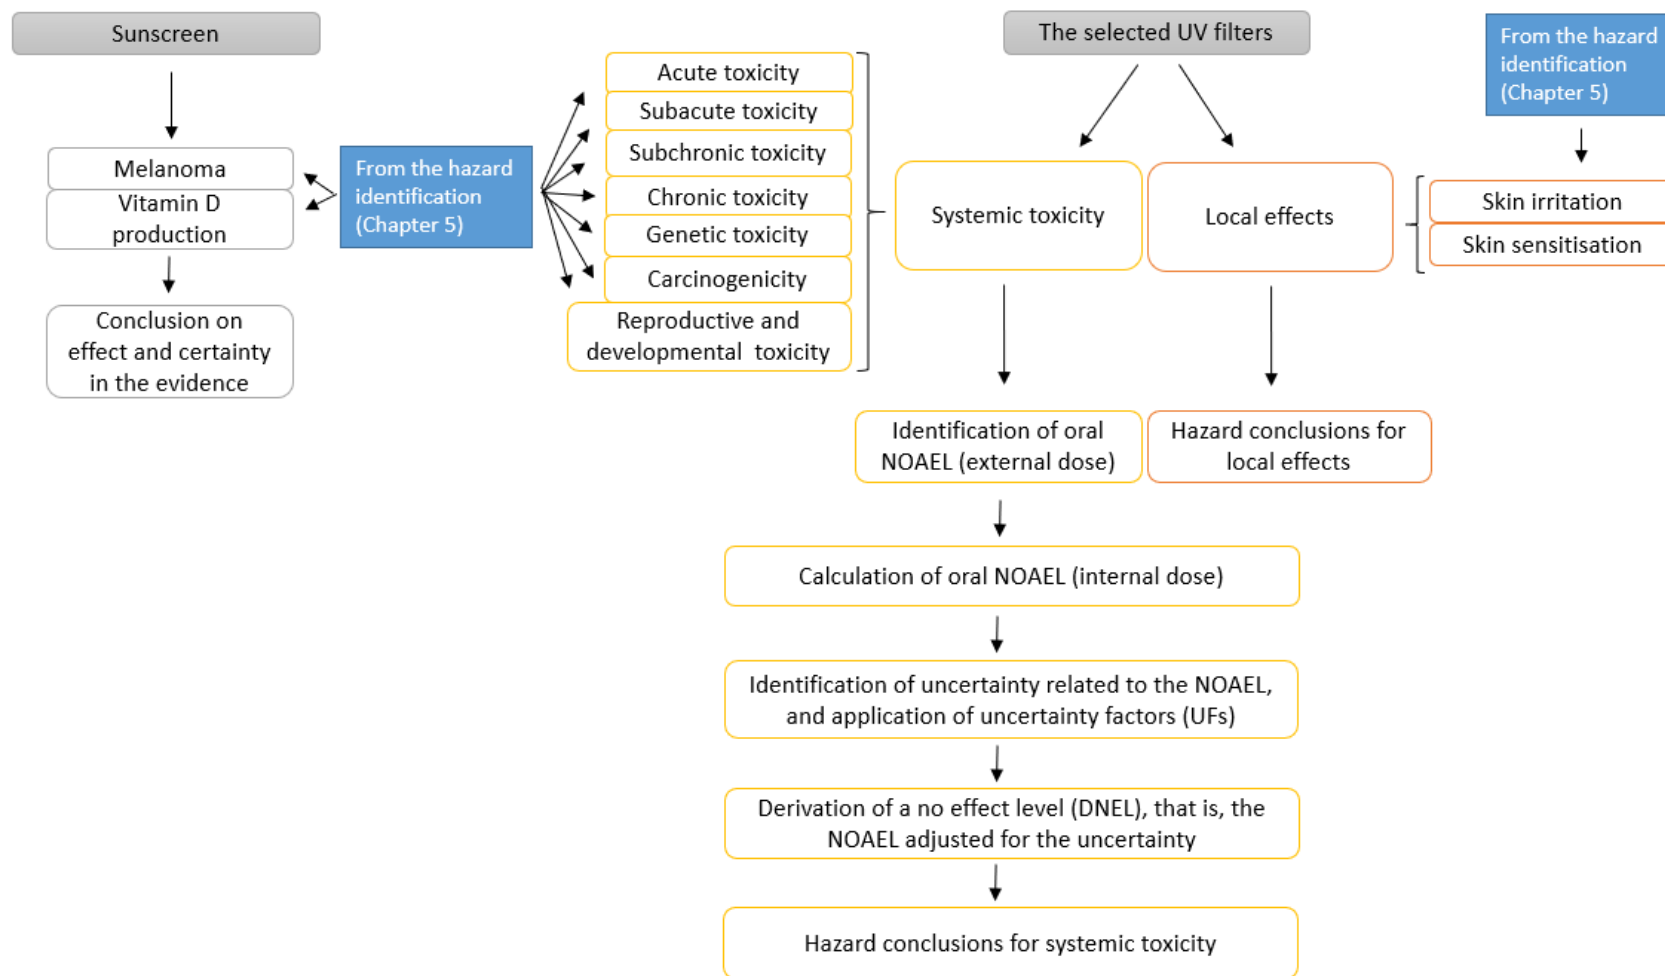 Sunscreen
Melanoma
Vitamin D
production
Conclusion on
effect and certainty
in the evidence
From the hazard
identification
(Chapter 5)
Acute toxicity
Subacute toxicity
Subchronic toxicity
Chronic toxicity
Genetic toxicity
Carcinogenicity
Reproductive and
developmental toxicity
The selected UV filters
Systemic toxicity
Local effects
From the hazard
identification
(Chapter 5)
Skin irritation
Skin sensitisation
Identification of oral
NOAEL (external dose)
Hazard conclusions for
local effects
Calculation of oral NOAEL (internal dose)
Identification of uncertainty related to the NOAEL,
and application of uncertainty factors (UFs)
Derivation of a no effect level (DNEL), that is, the
NOAEL adjusted for the uncertainty
Hazard conclusions for systemic toxicity